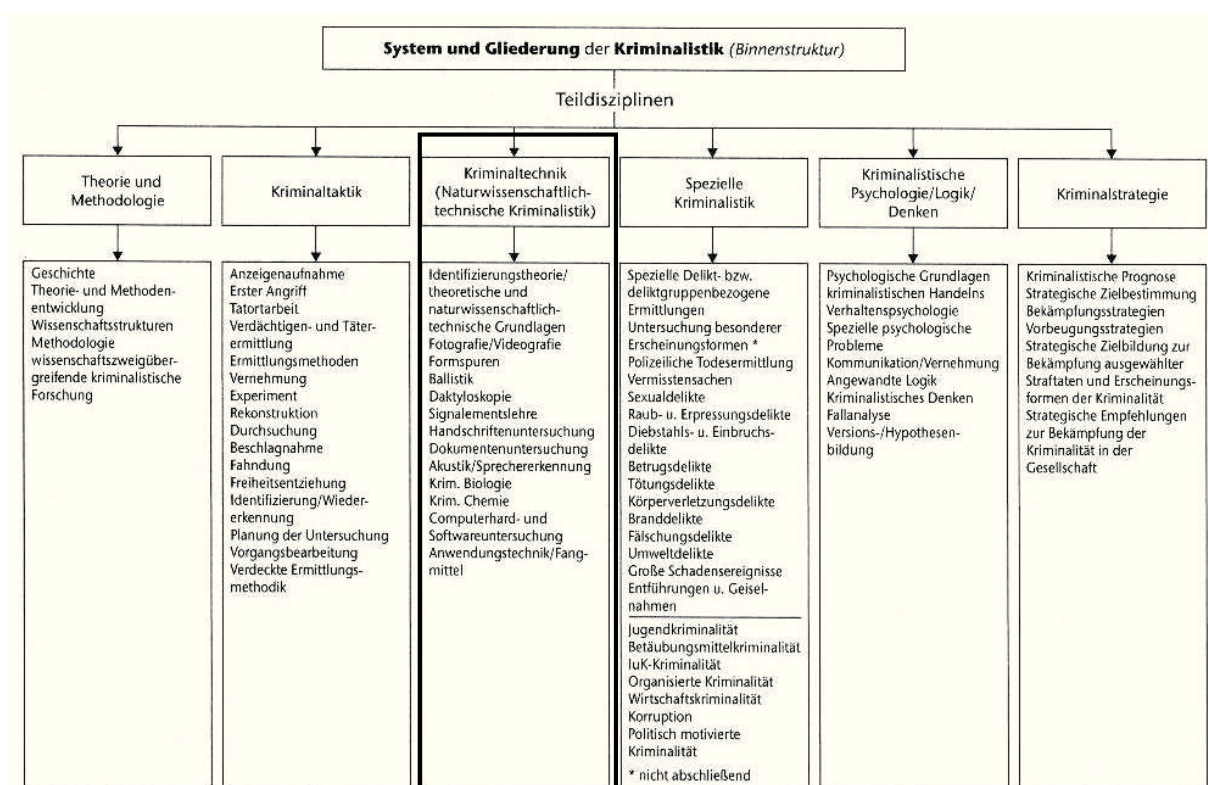 System und Gliederung der Kriminalistik (Binnenstruktur)
Teildisziplinen
Theorie und
Methodologie
Geschichte
Theorie- und Methoden-
entwicklung
Wissenschaftsstrukturen
Methodologie
wissenschaftszweigüber-
greifende kriminalistische
Forschung
Kriminaltaktik
Anzeigenaufnahme
Erster Angriff
Tatortarbeit
Verdächtigen- und Täter-
ermittlung
Ermittlungsmethoden
Vernehmung
Experiment
Rekonstruktion
Durchsuchung
Beschlagnahme
Fahndung
Freiheitsentziehung
Identifizierung/Wieder-
erkennung
Planung der Untersuchung
Vorgangsbearbeitung
Verdeckte Ermittlungs-
methodik
Kriminaltechnik
(Naturwissenschaftlich-
technische Kriminalistik)
Identifizierungstheorie/
theoretische und
naturwissenschaftlich-
technische Grundlagen
Fotografie/Videografie
Formspuren
Ballistik
Daktyloskopie
Signalementslehre
Handschriftenuntersuchung
Dokumentenuntersuchung
Akustik/Sprechererkennung
Krim. Biologie
Krim. Chemie
Computerhard- und
Softwareuntersuchung
Anwendungstechnik/Fang-
mittel
Spezielle
Kriminalistik
Spezielle Delikt- bzw.
deliktgruppenbezogene
Ermittlungen
Untersuchung besonderer
Erscheinungsformen *
Polizeiliche Todesermittlung
Vermisstensachen
Sexualdelikte
Raub- u. Erpressungsdelikte
Diebstahls- u. Einbruchs-
delikte
Betrugsdelikte
Tötungsdelikte
Körperverletzungsdelikte
Branddelikte
Fälschungsdelikte
Umweltdelikte
Große Schadensereignisse
Entführungen u. Geisel-
nahmen
Jugendkriminalität
Betäubungsmittelkriminalität
IuK-Kriminalität
Organisierte Kriminalität
Wirtschaftskriminalität
Korruption
Politisch motivierte
Kriminalität
* nicht abschließend
Kriminalistische
Psychologie/Logik/
Denken
Psychologische Grundlagen
kriminalistischen Handelns
Verhaltenspsychologie
Spezielle psychologische
Probleme
Kommunikation/Vernehmung
Angewandte Logik
Kriminalistisches Denken
Fallanalyse
Versions-/Hypothesen-
bildung
Kriminalstrategie
Kriminalistische Prognose
Strategische Zielbestimmung
Bekämpfungsstrategien
Vorbeugungsstrategien
Strategische Zielbildung zur
Bekämpfung ausgewählter
Straftaten und Erscheinungs-
formen der Kriminalität
Strategische Empfehlungen
zur Bekämpfung der
Kriminalität in der
Gesellschaft